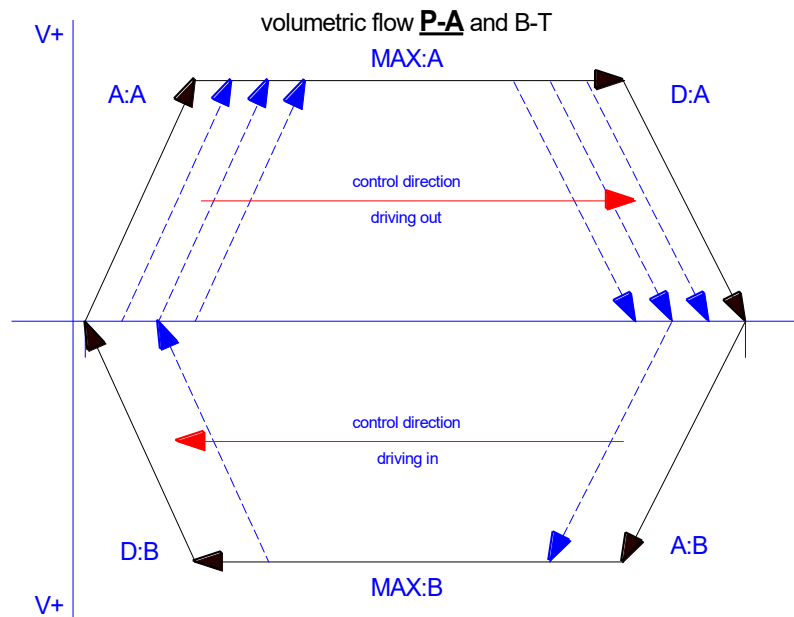 volumetric flow P-A and B-T
V+
MAX:A
A:A
D:A
control direction
driving out
control direction
driving in
D:B
A:B
MAX:B
V+